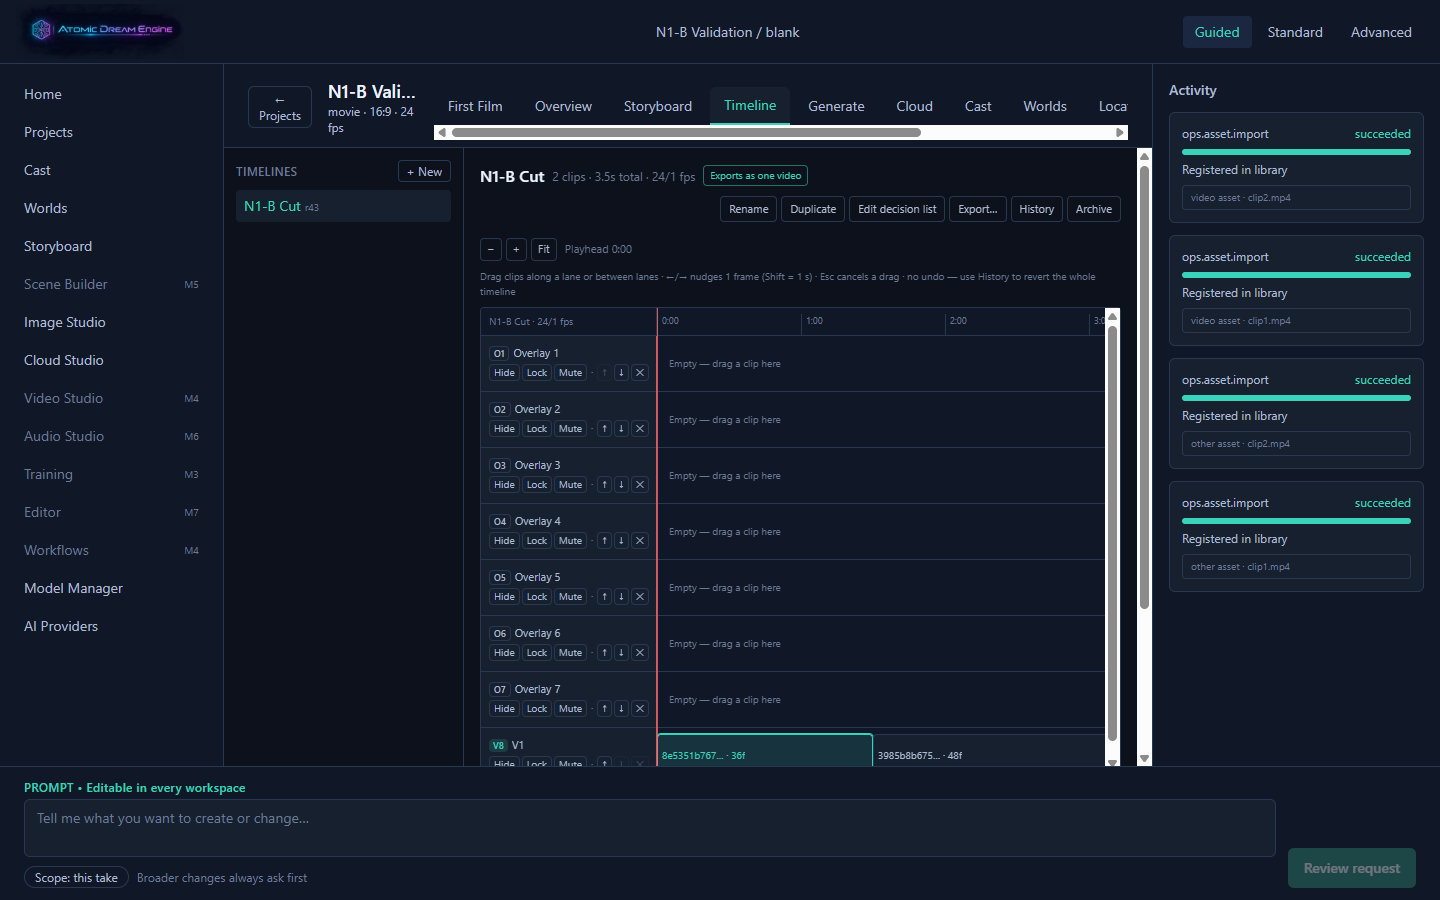 ATOMIC DREAM ENGINE
N1-B Validation / blank
Guided
Standard
Advanced
Home
Projects
Cast
Worlds
Storyboard
Scene Builder M5
Image Studio
Cloud Studio
Video Studio M4
Audio Studio M6
Training M3
Editor M7
Workflows M4
Model Manager
AI Providers
←
Projects
N1-B Vali...
movie · 16:9 · 24
fps
First Film
Overview
Storyboard
Timeline
Generate
Cloud
Cast
Worlds
Loca
TIMELINES
+ New
N1-B Cut r43
N1-B Cut 2 clips · 3.5s total · 24/1 fps Exports as one video
Rename
Duplicate
Edit decision list
Export...
History
Archive
− + Fit Playhead 0:00
Drag clips along a lane or between lanes · ←/→ nudges 1 frame (Shift = 1 s) · Esc cancels a drag · no undo — use History to revert the whole
timeline
N1-B Cut · 24/1 fps
0:00
1:00
2:00
3:0
O1 Overlay 1
Hide Lock Mute · ↑ ↓ ✕
Empty — drag a clip here
O2 Overlay 2
Hide Lock Mute · ↑ ↓ ✕
Empty — drag a clip here
O3 Overlay 3
Hide Lock Mute · ↑ ↓ ✕
Empty — drag a clip here
O4 Overlay 4
Hide Lock Mute · ↑ ↓ ✕
Empty — drag a clip here
O5 Overlay 5
Hide Lock Mute · ↑ ↓ ✕
Empty — drag a clip here
O6 Overlay 6
Hide Lock Mute · ↑ ↓ ✕
Empty — drag a clip here
O7 Overlay 7
Hide Lock Mute · ↑ ↓ ✕
Empty — drag a clip here
V8 V1
Hide Lock Mute · ↑ ↓ ✕
8e5351b767... · 36f
3985b8b675... · 48f
Activity
ops.asset.import succeeded
Registered in library
video asset · clip2.mp4
ops.asset.import succeeded
Registered in library
video asset · clip1.mp4
ops.asset.import succeeded
Registered in library
other asset · clip2.mp4
ops.asset.import succeeded
Registered in library
other asset · clip1.mp4
PROMPT • Editable in every workspace
Tell me what you want to create or change...
Scope: this take
Broader changes always ask first
Review request